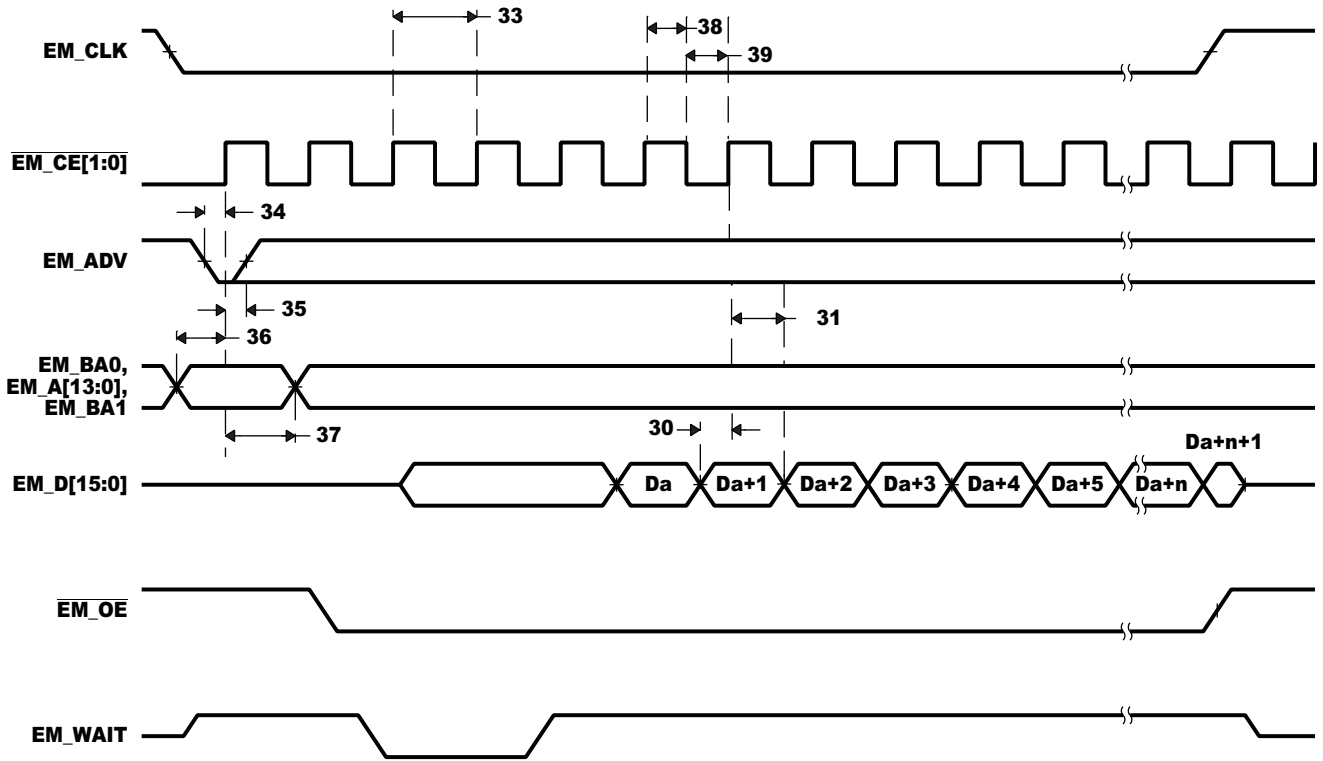 33
38
EM_CLK
39
EM_CE[1:0]
34
EM_ADV
35
31
36
EM_BA0,
EM_A[13:0],
EM_BA1
30
37
Da+n+1
EM_D[15:0]
Da
Da+1
Da+2
Da+3
Da+4
Da+5
Da+n
EM_OE
EM_WAIT